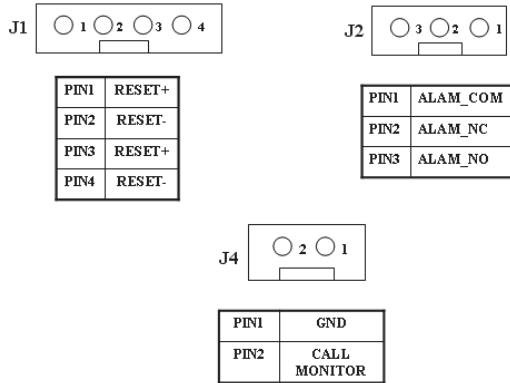 J1 1 2 3 4
PIN1 RESET+
PIN2 RESET-
PIN3 RESET+
PIN4 RESET-
J2 3 2 1
PIN1 ALAM_COM
PIN2 ALAM_NC
PIN3 ALAM_NO
J4 2 1
PIN1 GND
PIN2 CALL
MONITOR